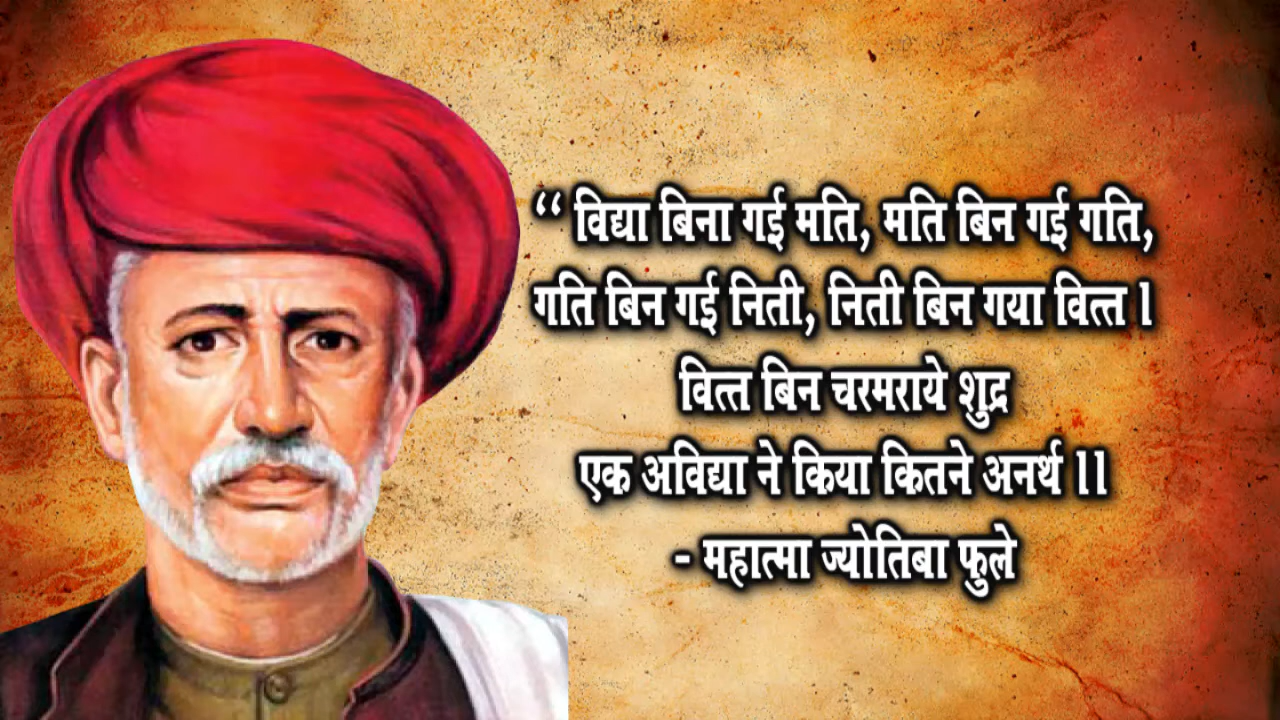 “ विद्या बिना गई मति, मति बिन गई गति,
गति बिन गई निती, निती बिन गया वित्त ।
वित्त बिन चरमराये शुद्र
एक अविद्या ने किया कितने अनर्थ ।।
- महात्मा ज्योतिबा फुले